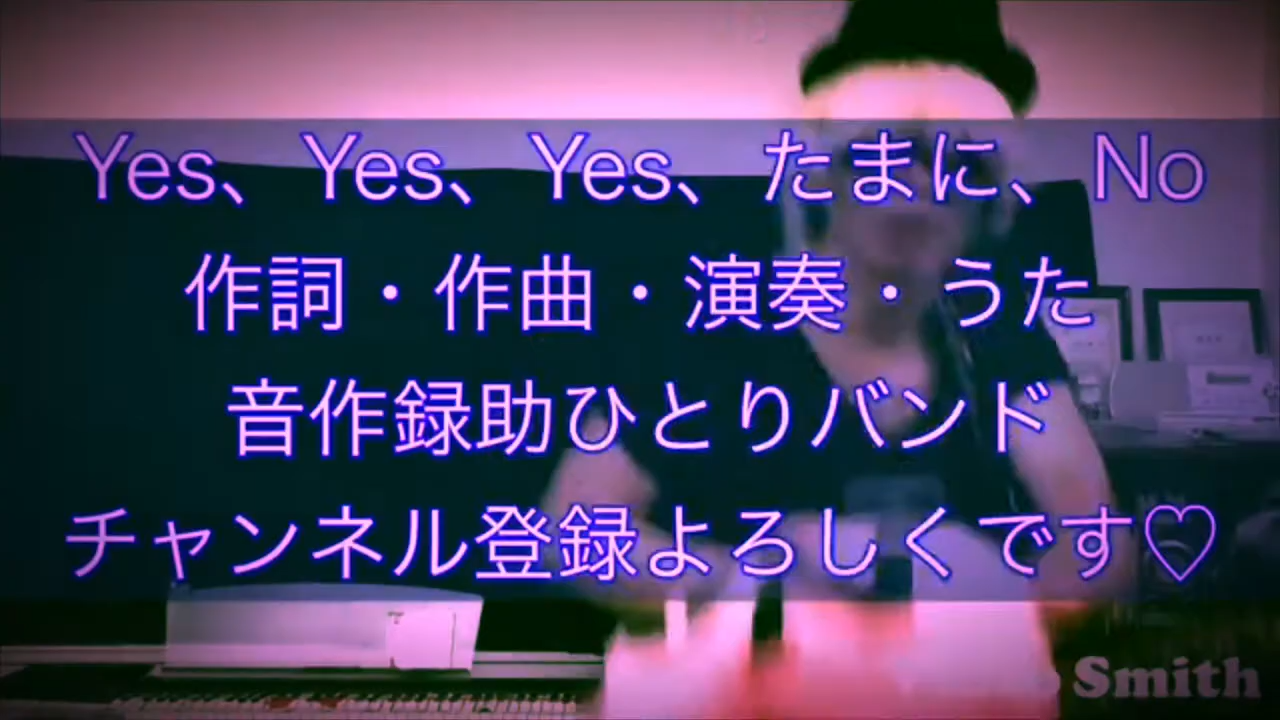 Yes、Yes、Yes、たまに、No
作詞・作曲・演奏・うた
音作録助ひとりバンド
チャンネル登録よろしくです♡
Smith